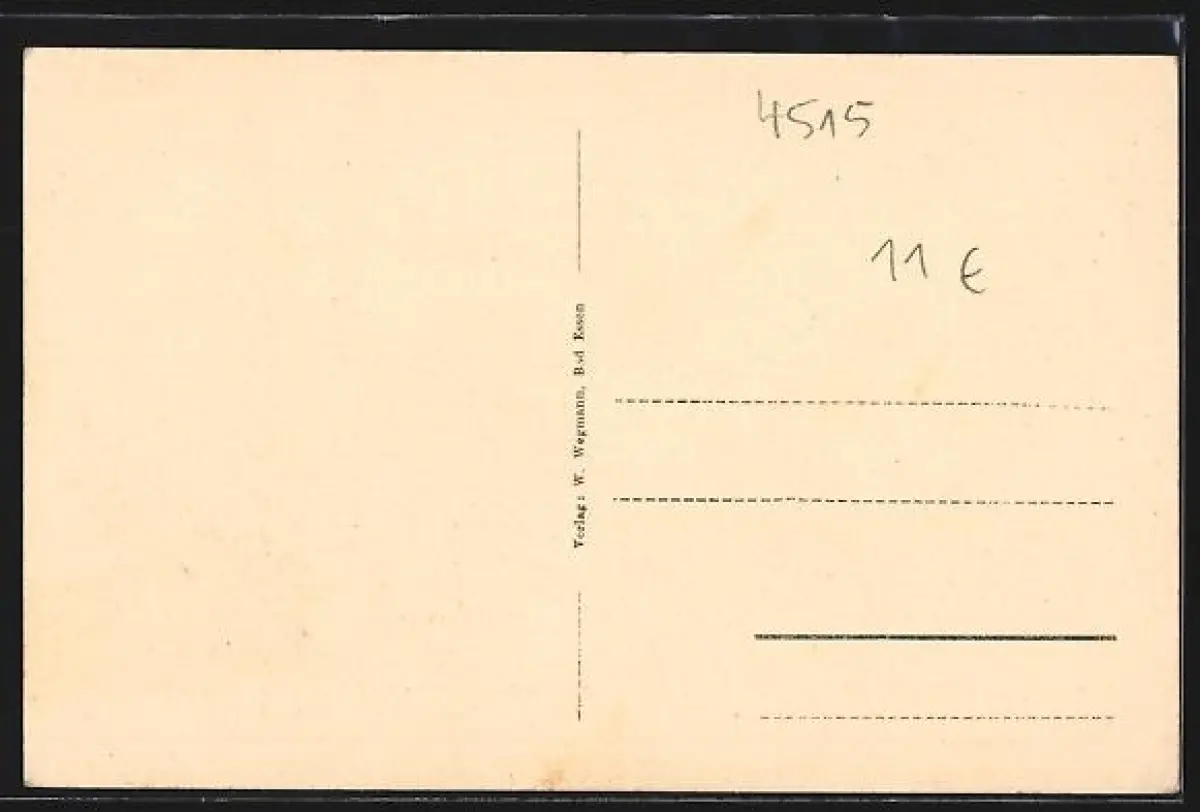 4515
11 €
Verlag: W. Wegmann, Bad Essen